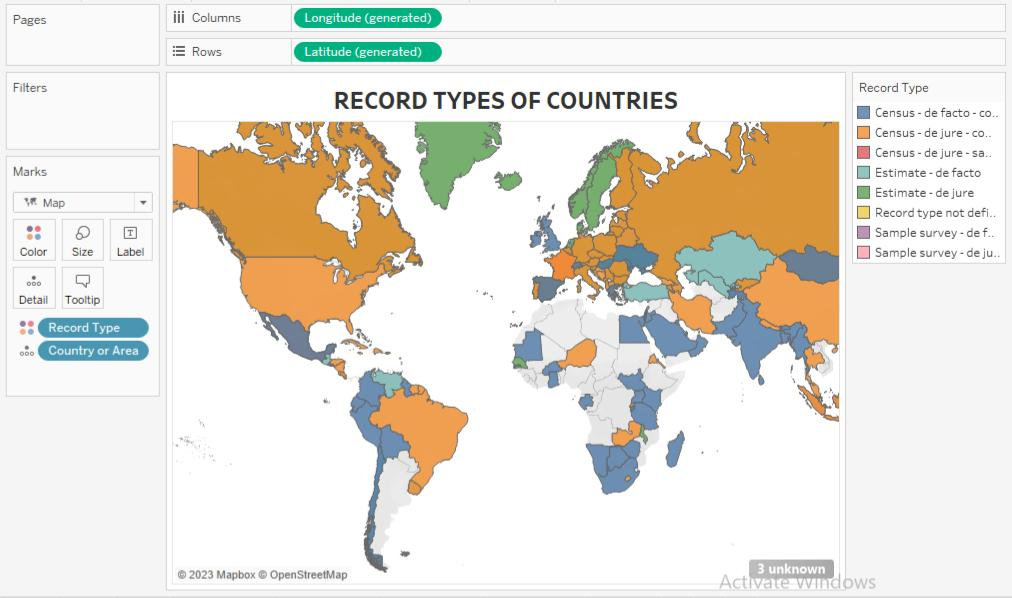 Pages
Columns
Longitude (generated)
Rows
Latitude (generated)
Filters
Marks
Map
Color
Size
Label
Detail
Tooltip
Record Type
Country or Area
RECORD TYPES OF COUNTRIES
© 2023 Mapbox © OpenStreetMap
3 unknown
Activate Windows
Record Type
Census - de facto - co..
Census - de jure - co..
Census - de jure - sa..
Estimate - de facto
Estimate - de jure
Record type not defi..
Sample survey - de f..
Sample survey - de ju..